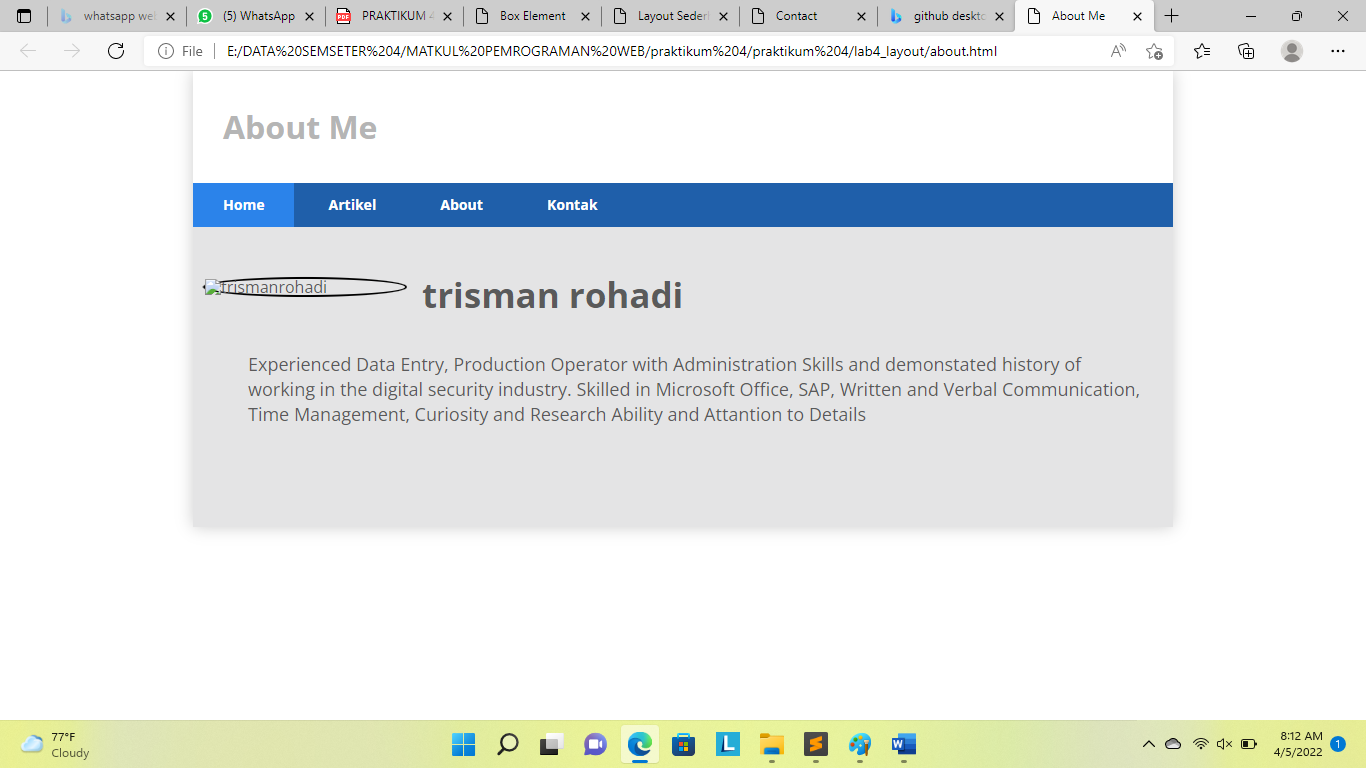 whatsapp we
(5) WhatsApp
PRAKTIKUM 4
Box Element
Layout Sederi
Contact
github deskto
About Me
File
E:/DATA%20SEMSETER%204/MATKUL%20PEMROGRAMAN%20WEB/praktikum%204/praktikum%204/lab4_layout/about.html
About Me
Home Artikel About Kontak
trismanrohadi
trisman rohadi
Experienced Data Entry, Production Operator with Administration Skills and demonstated history of
working in the digital security industry. Skilled in Microsoft Office, SAP, Written and Verbal Communication,
Time Management, Curiosity and Research Ability and Attantion to Details
77°F
Cloudy
8:12 AM
4/5/2022
1